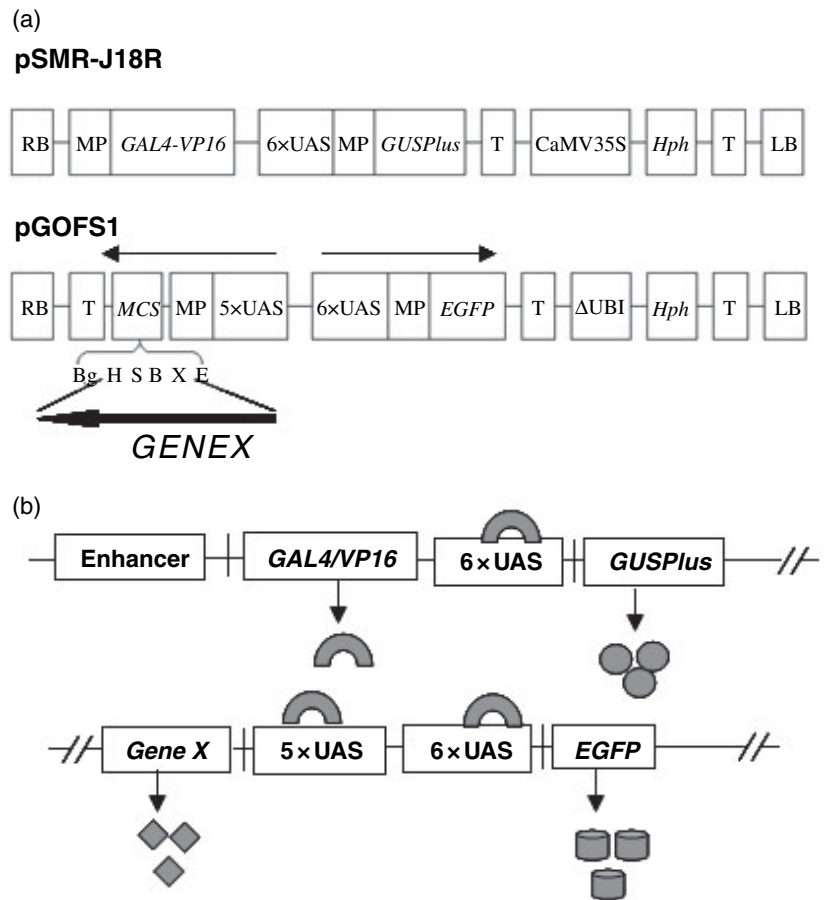 (a)
pSMR-J18R
RB MP GAL4-VP16 6×UAS MP GUSPlus T CaMV35S Hph T LB
pGOFS1
RB T MCS MP 5×UAS 6×UAS MP EGFP T ΔUBI Hph T LB
Bg H S B X E
GENEX
(b)
Enhancer GAL4/VP16 6×UAS GUSPlus
Gene X 5×UAS 6×UAS EGFP